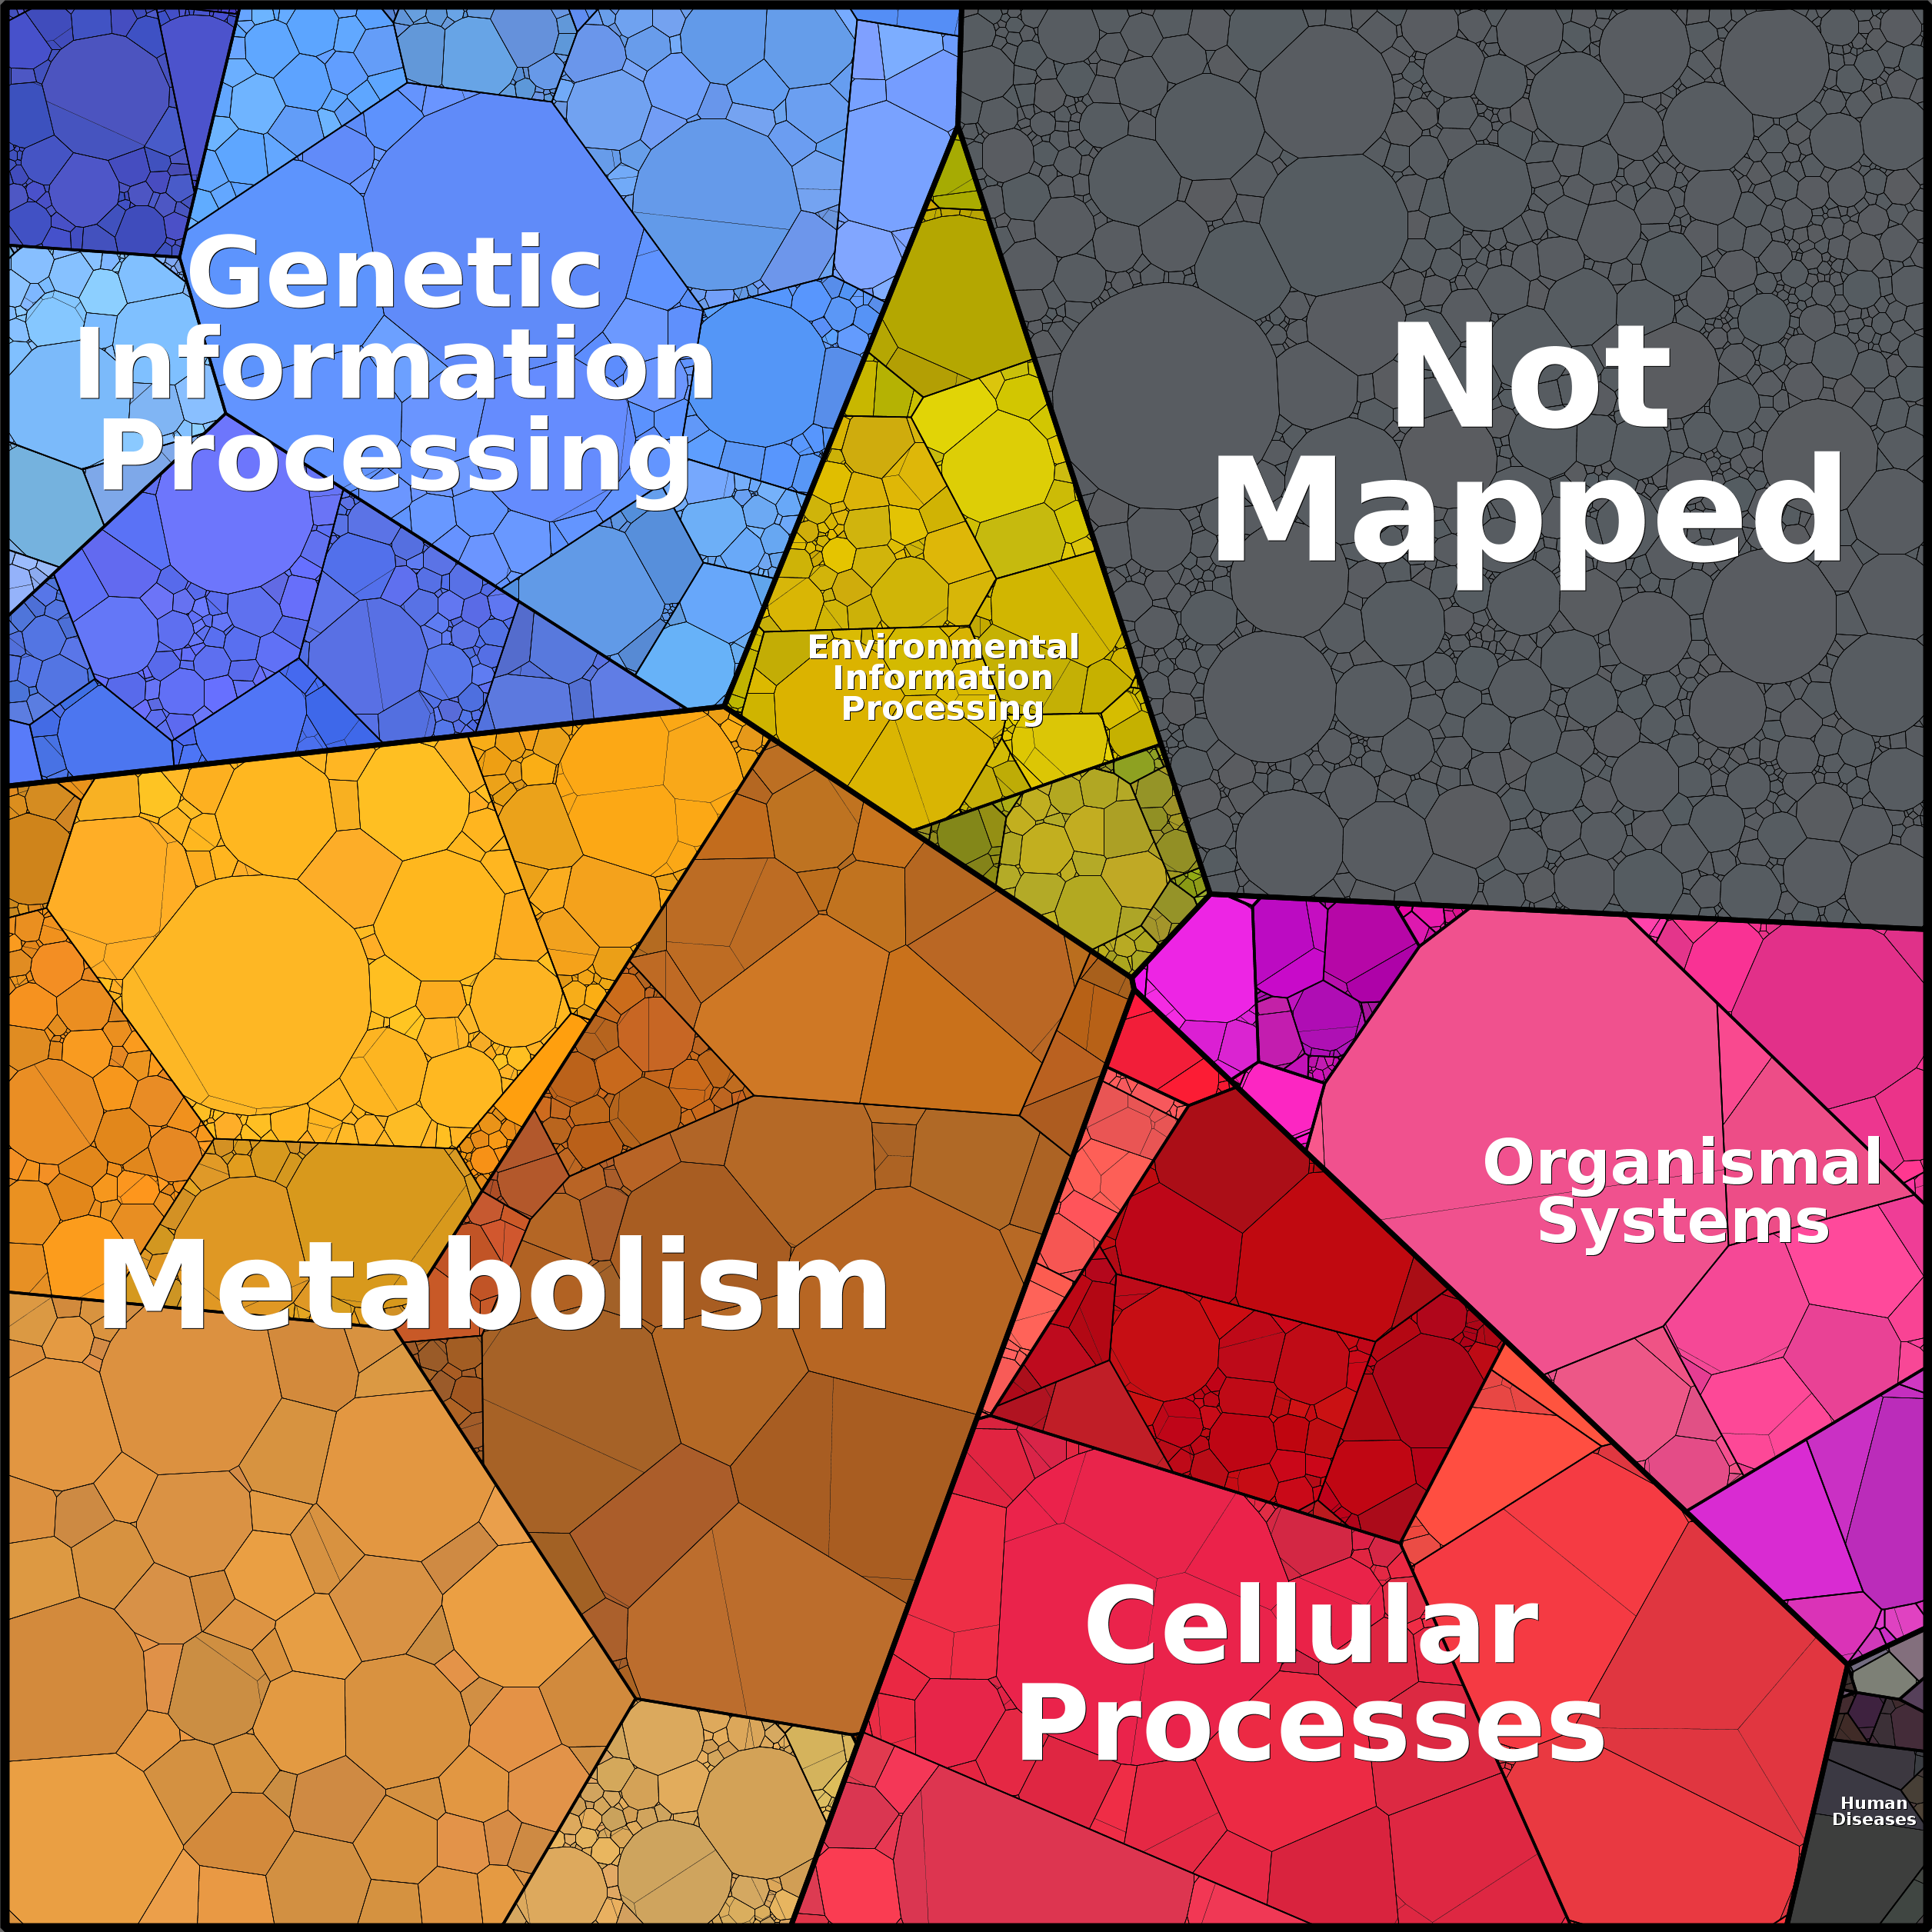 Genetic
Information
Processing
Not
Mapped
Environmental
Information
Processing
Organismal
Systems
Metabolism
Cellular
Processes
Human
Diseases